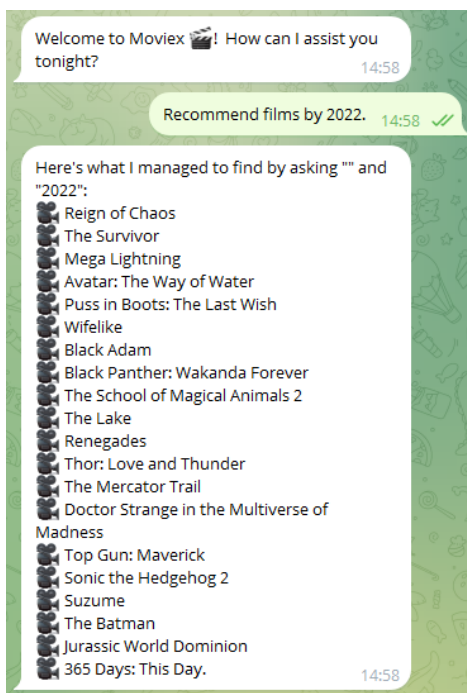 Welcome to Moviex 🎬! How can I assist you
tonight?
14:58
Recommend films by 2022. 14:58
Here's what I managed to find by asking "" and
"2022":
🎥 Reign of Chaos
🎥 The Survivor
🎥 Mega Lightning
🎥 Avatar: The Way of Water
🎥 Puss in Boots: The Last Wish
🎥 Wifelike
🎥 Black Adam
🎥 Black Panther: Wakanda Forever
🎥 The School of Magical Animals 2
🎥 The Lake
🎥 Renegades
🎥 Thor: Love and Thunder
🎥 The Mercator Trail
🎥 Doctor Strange in the Multiverse of
Madness
🎥 Top Gun: Maverick
🎥 Sonic the Hedgehog 2
🎥 Suzume
🎥 The Batman
🎥 Jurassic World Dominion
🎥 365 Days: This Day.
14:58